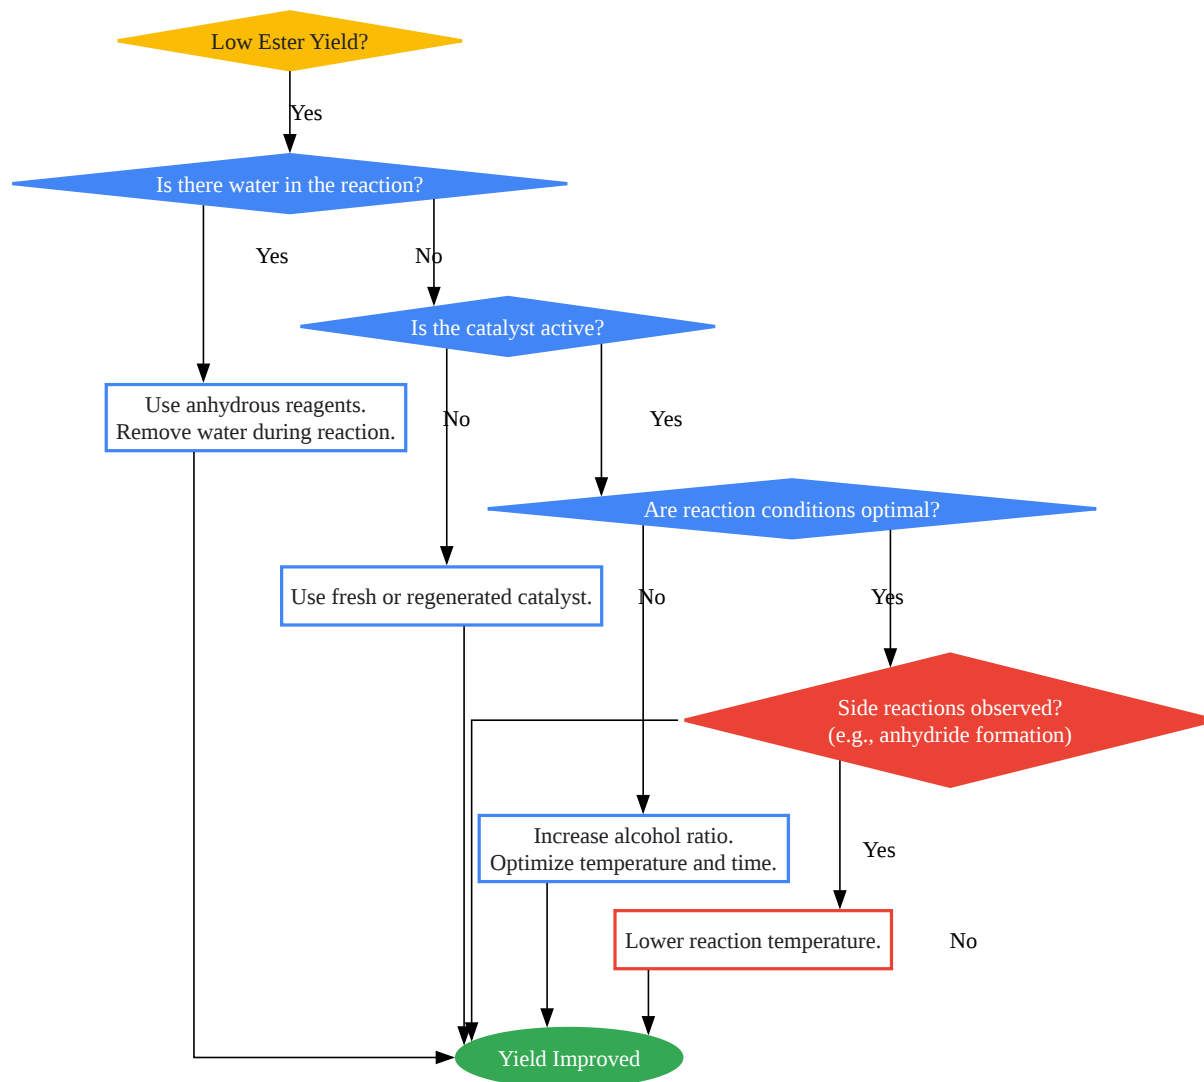 Low Ester Yield?
Yes
Is there water in the reaction?
Yes
No
Is the catalyst active?
Use anhydrous reagents.
Remove water during reaction.
No
Yes
Are reaction conditions optimal?
Use fresh or regenerated catalyst.
No
Yes
Side reactions observed?
(e.g., anhydride formation)
Increase alcohol ratio.
Optimize temperature and time.
Yes
Lower reaction temperature.
No
Yield Improved